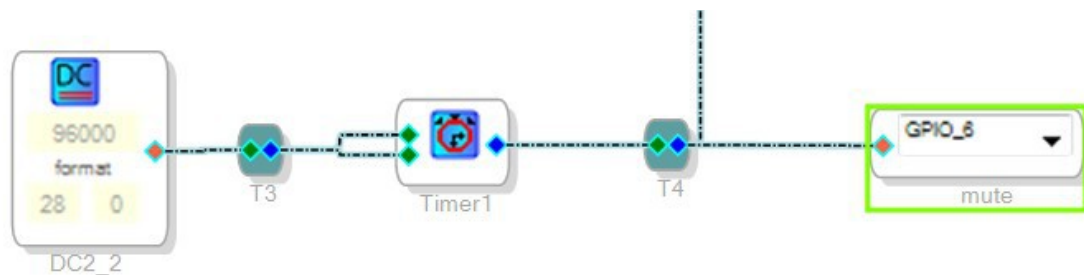 DC
96000
format
28 0
DC2_2
T3
Timer1
T4
GPIO_6
mute